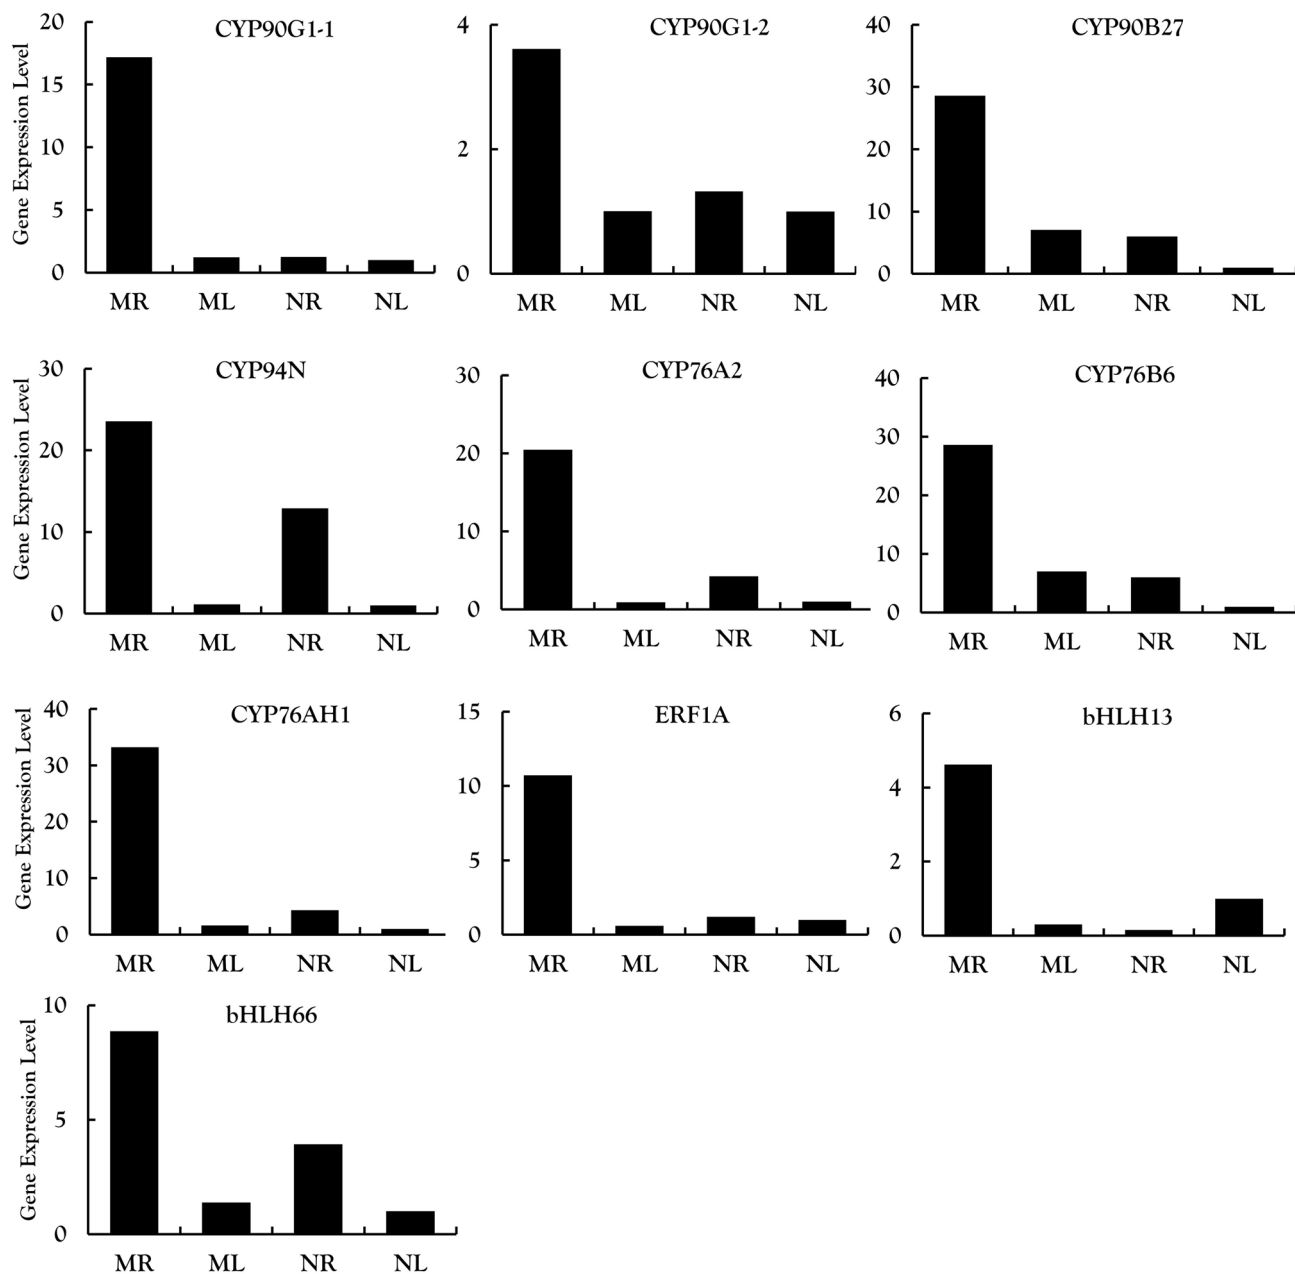 CYP90G1-1
Gene Expression Level
20
15
10
5
0
MR ML NR NL
CYP90G1-2
4
2
0
MR ML NR NL
CYP90B27
40
30
20
10
0
MR ML NR NL
CYP94N
Gene Expression Level
30
20
10
0
MR ML NR NL
CYP76A2
30
20
10
0
MR ML NR NL
CYP76B6
40
30
20
10
0
MR ML NR NL
CYP76AH1
Gene Expression Level
40
30
20
10
0
MR ML NR NL
ERF1A
15
10
5
0
MR ML NR NL
bHLH13
6
4
2
0
MR ML NR NL
bHLH66
Gene Expression Level
10
5
0
MR ML NR NL